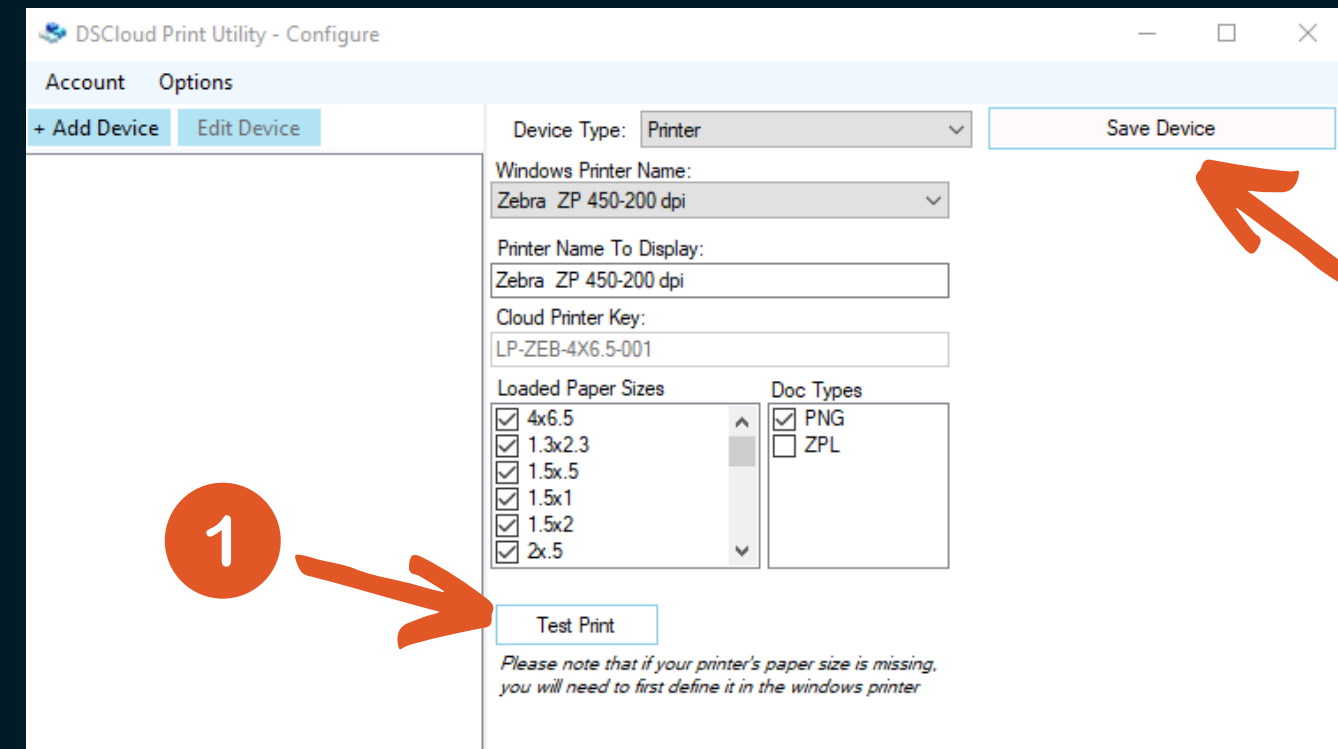 DSCloud Print Utility - Configure
Account Options
+ Add Device Edit Device
Device Type: Printer
Save Device
Windows Printer Name:
Zebra ZP 450-200 dpi
Printer Name To Display:
Zebra ZP 450-200 dpi
Cloud Printer Key:
LP-ZEB-4X6.5-001
Loaded Paper Sizes
4x6.5
1.3x2.3
1.5x.5
1.5x1
1.5x2
2x.5
Doc Types
PNG
ZPL
1
Test Print
Please note that if your printer's paper size is missing,
you will need to first define it in the windows printer